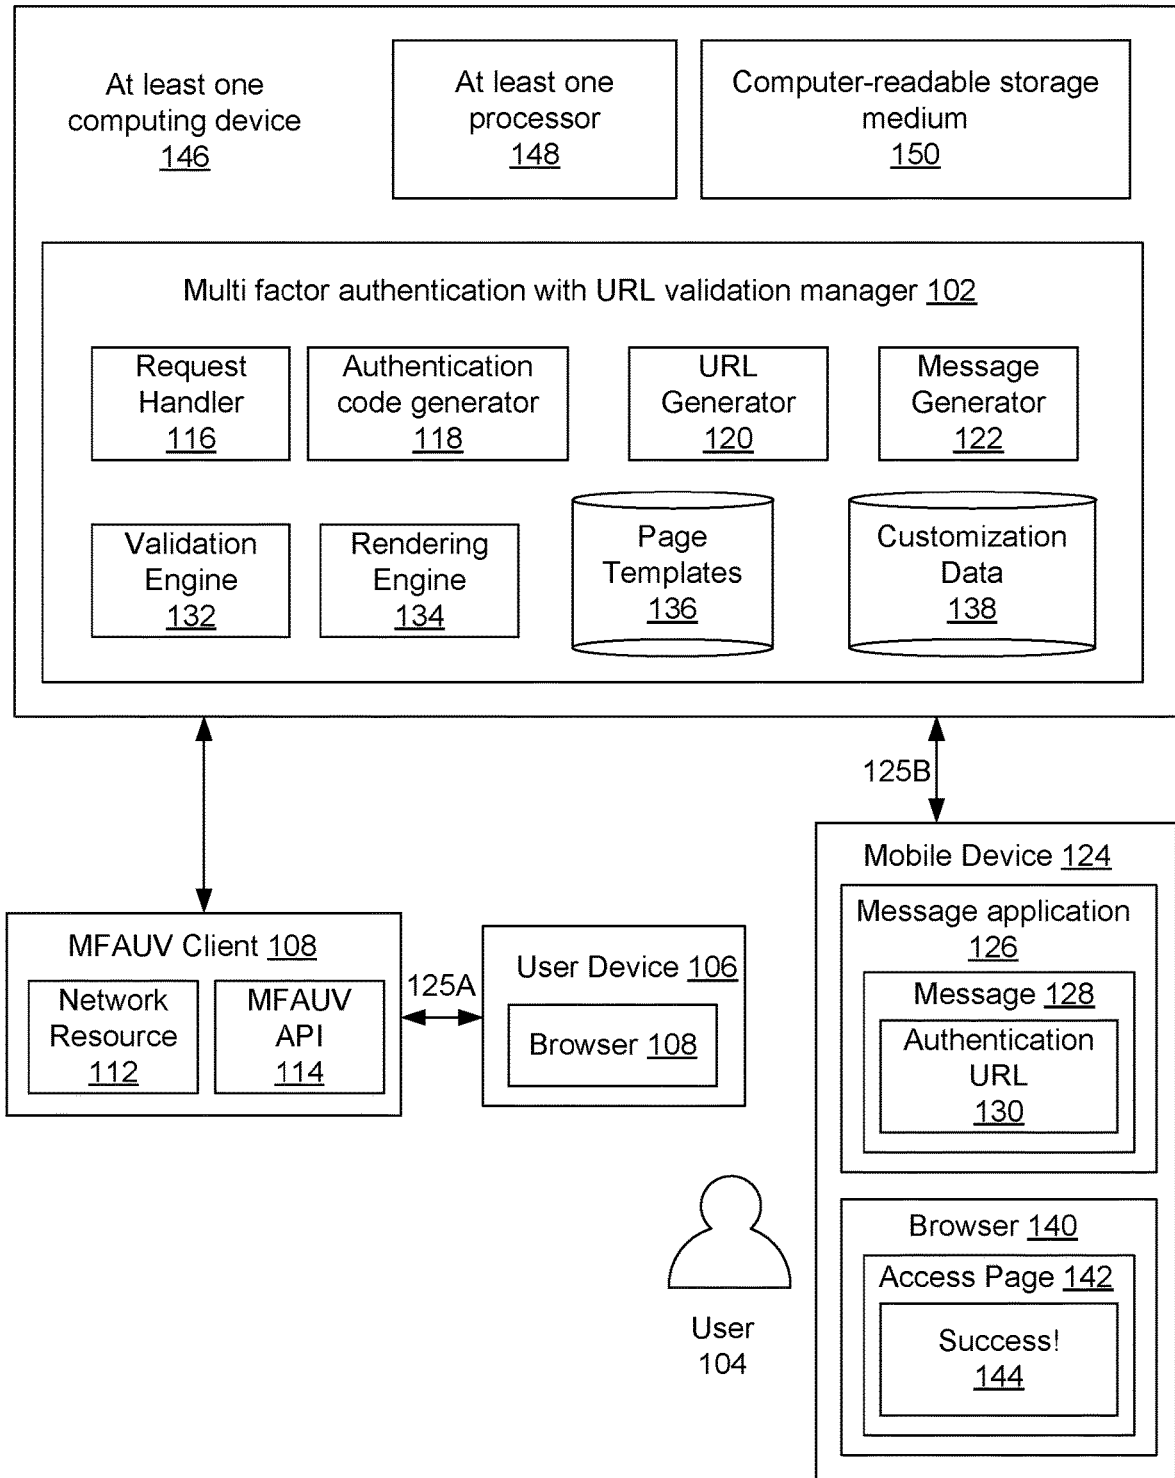 At least one
computing device
146
At least one
processor
148
Computer-readable storage
medium
150
Multi factor authentication with URL validation manager 102
Request
Handler
116
Authentication
code generator
118
URL
Generator
120
Message
Generator
122
Validation
Engine
132
Rendering
Engine
134
Page
Templates
136
Customization
Data
138
125B
MFAUV Client 108
Network
Resource
112
MFAUV
API
114
125A
User Device 106
Browser 108
Mobile Device 124
Message application
126
Message 128
Authentication
URL
130
Browser 140
Access Page 142
Success!
144
User
104